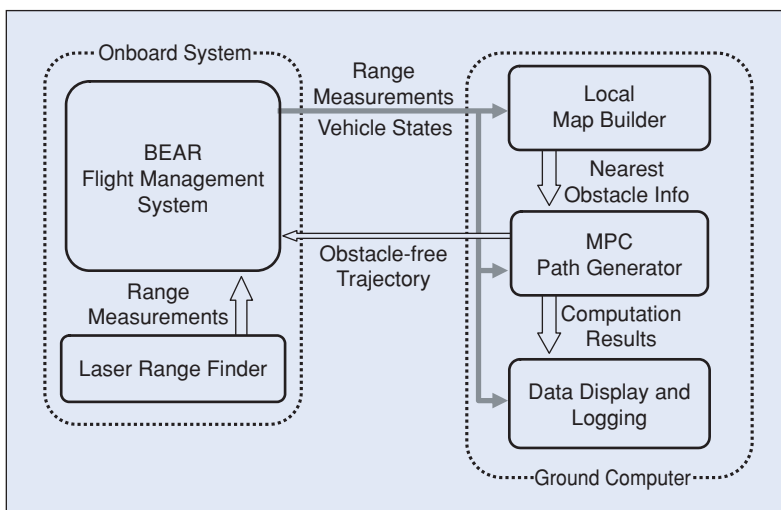 Onboard System
BEAR
Flight Management
System
Range
Measurements
Laser Range Finder
Range
Measurements
Vehicle States
Obstacle-free
Trajectory
Local
Map Builder
Nearest
Obstacle Info
MPC
Path Generator
Computation
Results
Data Display and
Logging
Ground Computer